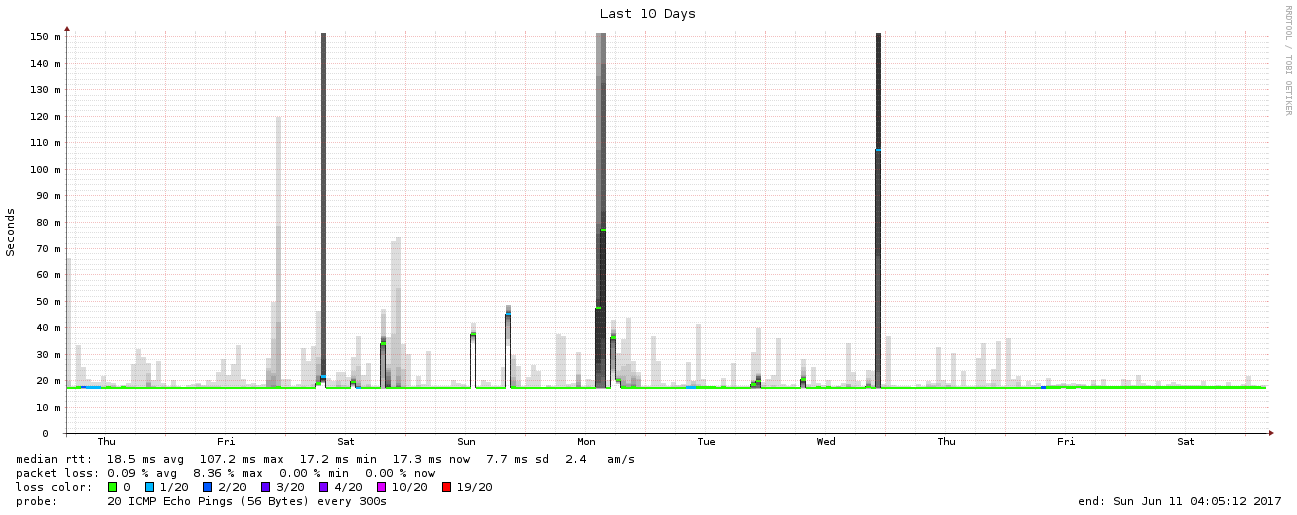 Last 10 Days
RRDTOOL / TOBI OETIKER
Seconds
150 m
140 m
130 m
120 m
110 m
100 m
90 m
80 m
70 m
60 m
50 m
40 m
30 m
20 m
10 m
0
Thu Fri Sat Sun Mon Tue Wed Thu Fri Sat
median rtt: 18.5 ms avg 107.2 ms max 17.2 ms min 17.3 ms now 7.7 ms sd 2.4 am/s
packet loss: 0.09 % avg 8.36 % max 0.00 % min 0.00 % now
loss color: 0 1/20 2/20 3/20 4/20 10/20 19/20
probe: 20 ICMP Echo Pings (56 Bytes) every 300s
end: Sun Jun 11 04:05:12 2017